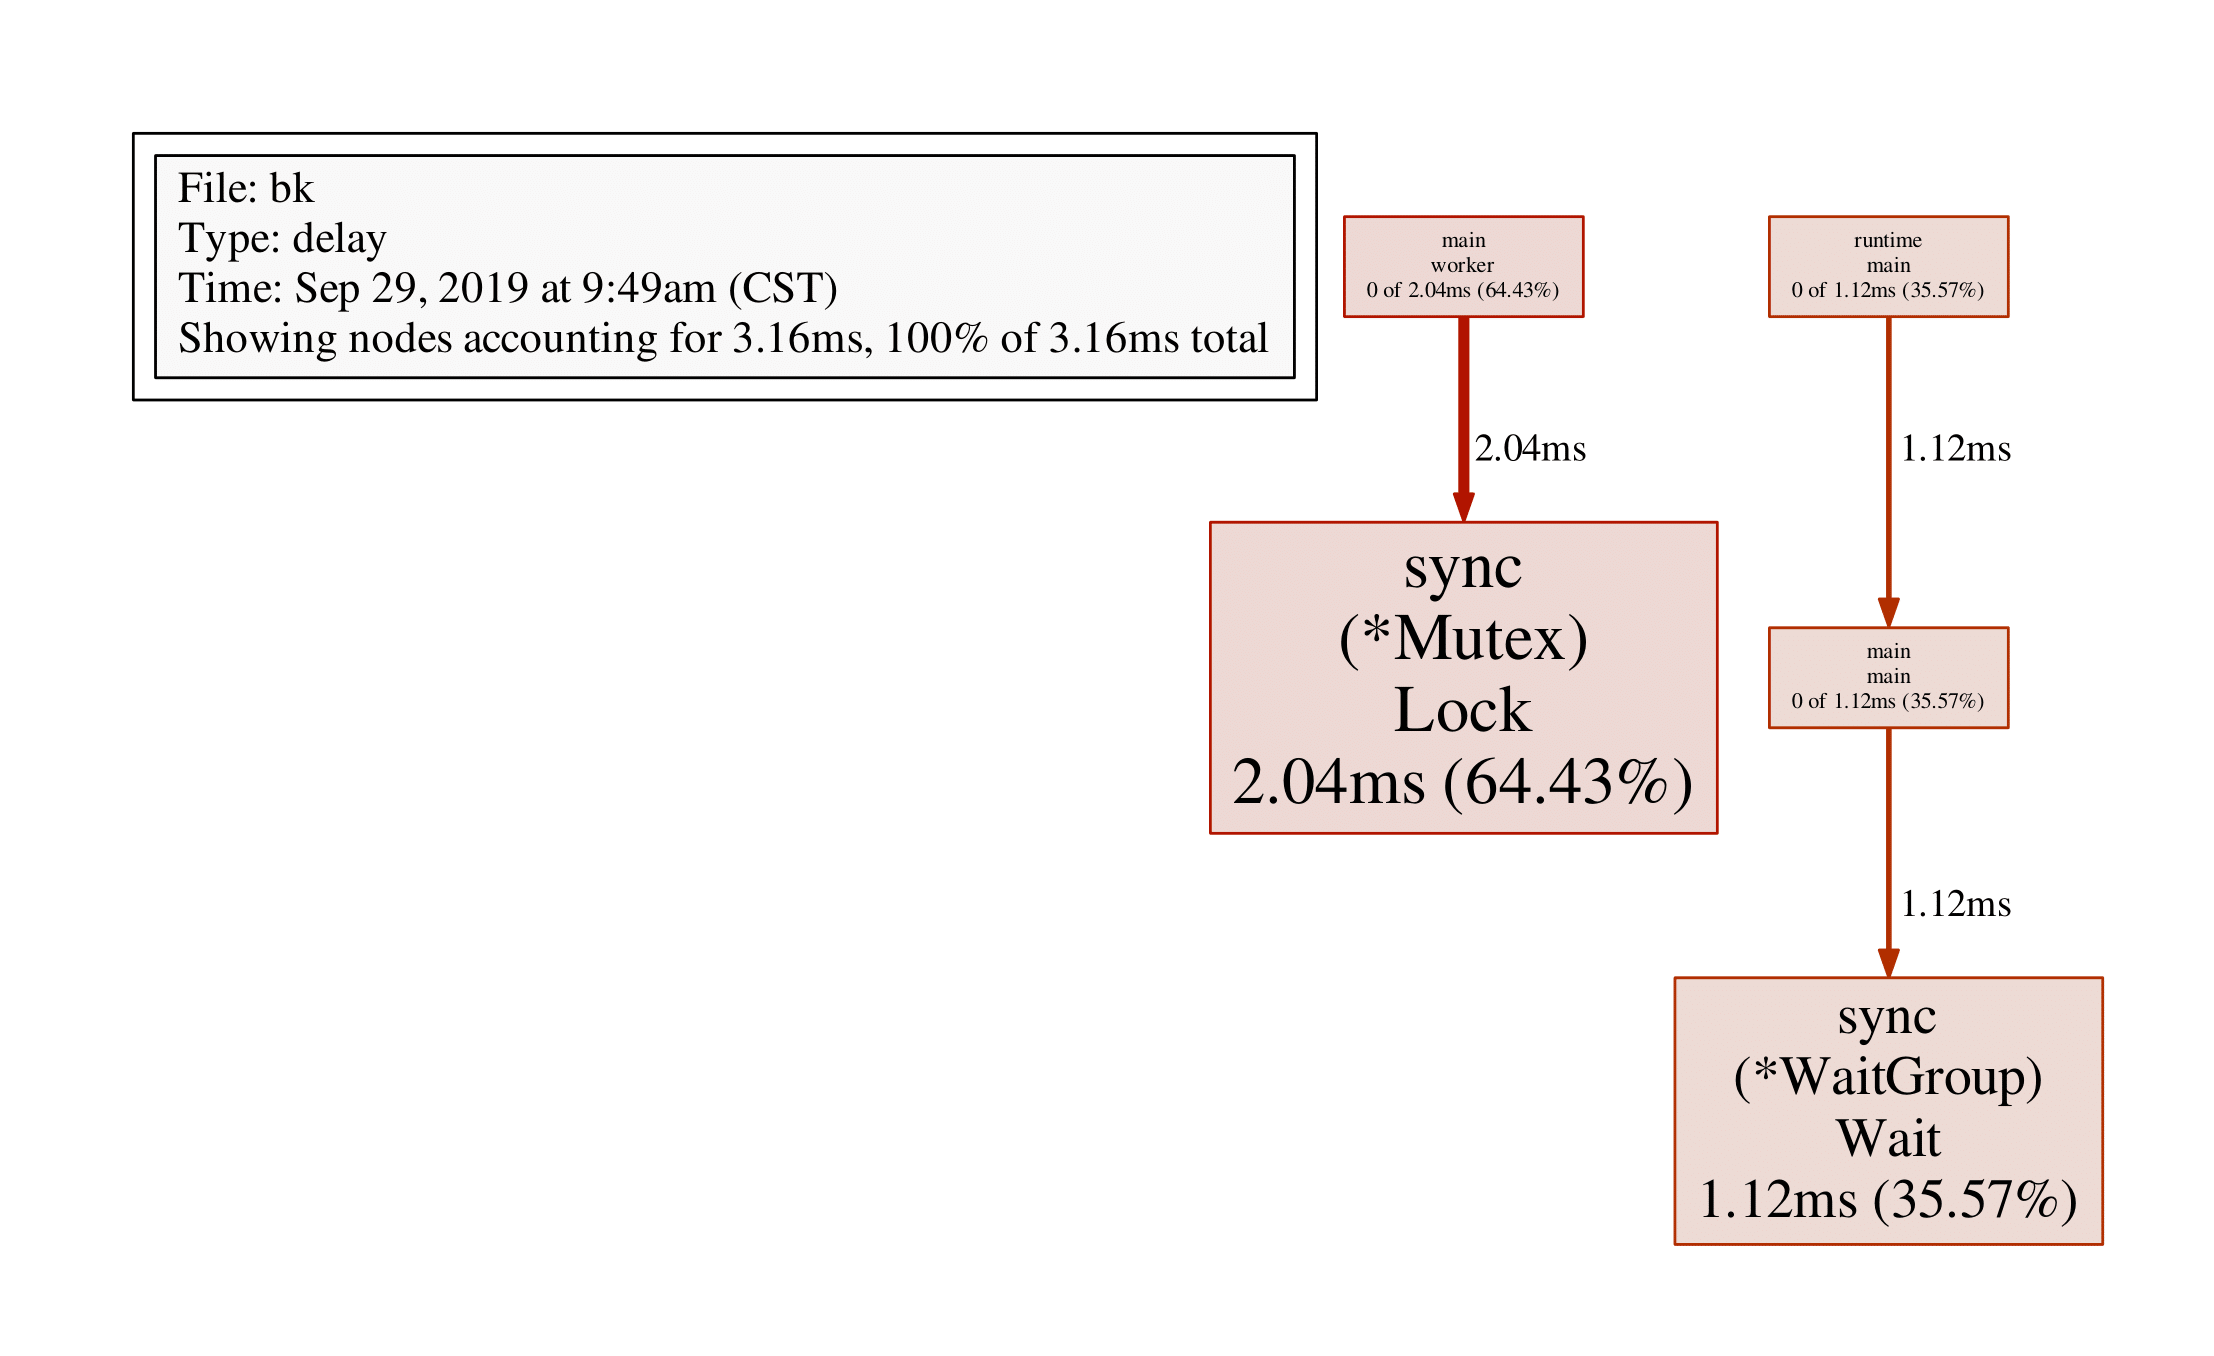 File: bk
Type: delay
Time: Sep 29, 2019 at 9:49am (CST)
Showing nodes accounting for 3.16ms, 100% of 3.16ms total
main
worker
0 of 2.04ms (64.43%)
runtime
main
0 of 1.12ms (35.57%)
2.04ms
1.12ms
sync
(*Mutex)
Lock
2.04ms (64.43%)
main
main
0 of 1.12ms (35.57%)
1.12ms
sync
(*WaitGroup)
Wait
1.12ms (35.57%)